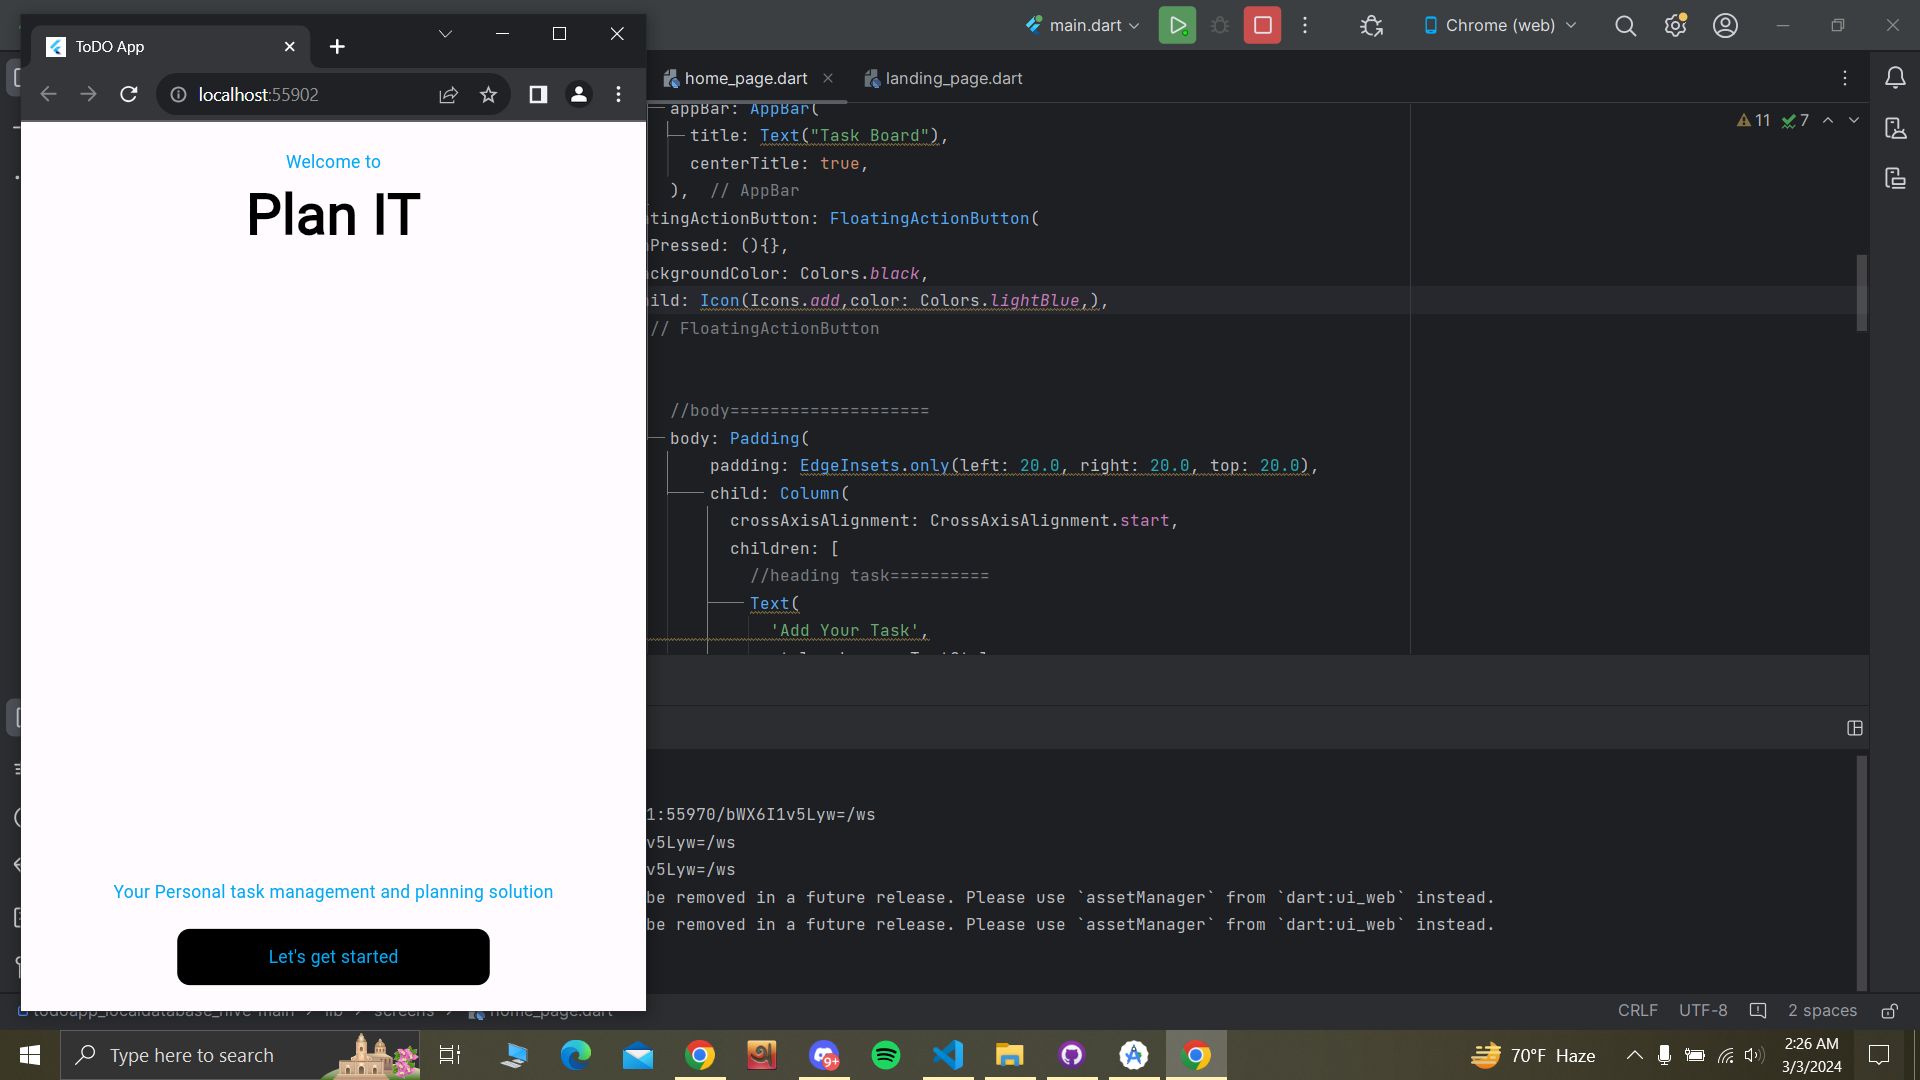 ToDO App
localhost:55902
Welcome to
Plan IT
Your Personal task management and planning solution
Let's get started
main.dart
Chrome (web)
home_page.dart
landing_page.dart
11 7
appBar: AppBar(
title: Text("Task Board"),
centerTitle: true,
), // AppBar
tingActionButton: FloatingActionButton(
Pressed: (){},
ckgroundColor: Colors.black,
ild: Icon(Icons.add,color: Colors.lightBlue,),
// FloatingActionButton
//body====================
body: Padding(
padding: EdgeInsets.only(left: 20.0, right: 20.0, top: 20.0),
child: Column(
crossAxisAlignment: CrossAxisAlignment.start,
children: [
//heading task==========
Text(
'Add Your Task',
1:55970/bWX6I1v5Lyw=/ws
v5Lyw=/ws
v5Lyw=/ws
be removed in a future release. Please use `assetManager` from `dart:ui_web` instead.
be removed in a future release. Please use `assetManager` from `dart:ui_web` instead.
todoapp_localdatabase_hive-main > lib > screens > home_page.dart
CRLF UTF-8 2 spaces
Type here to search
9+
70°F Haze
2:26 AM
3/3/2024